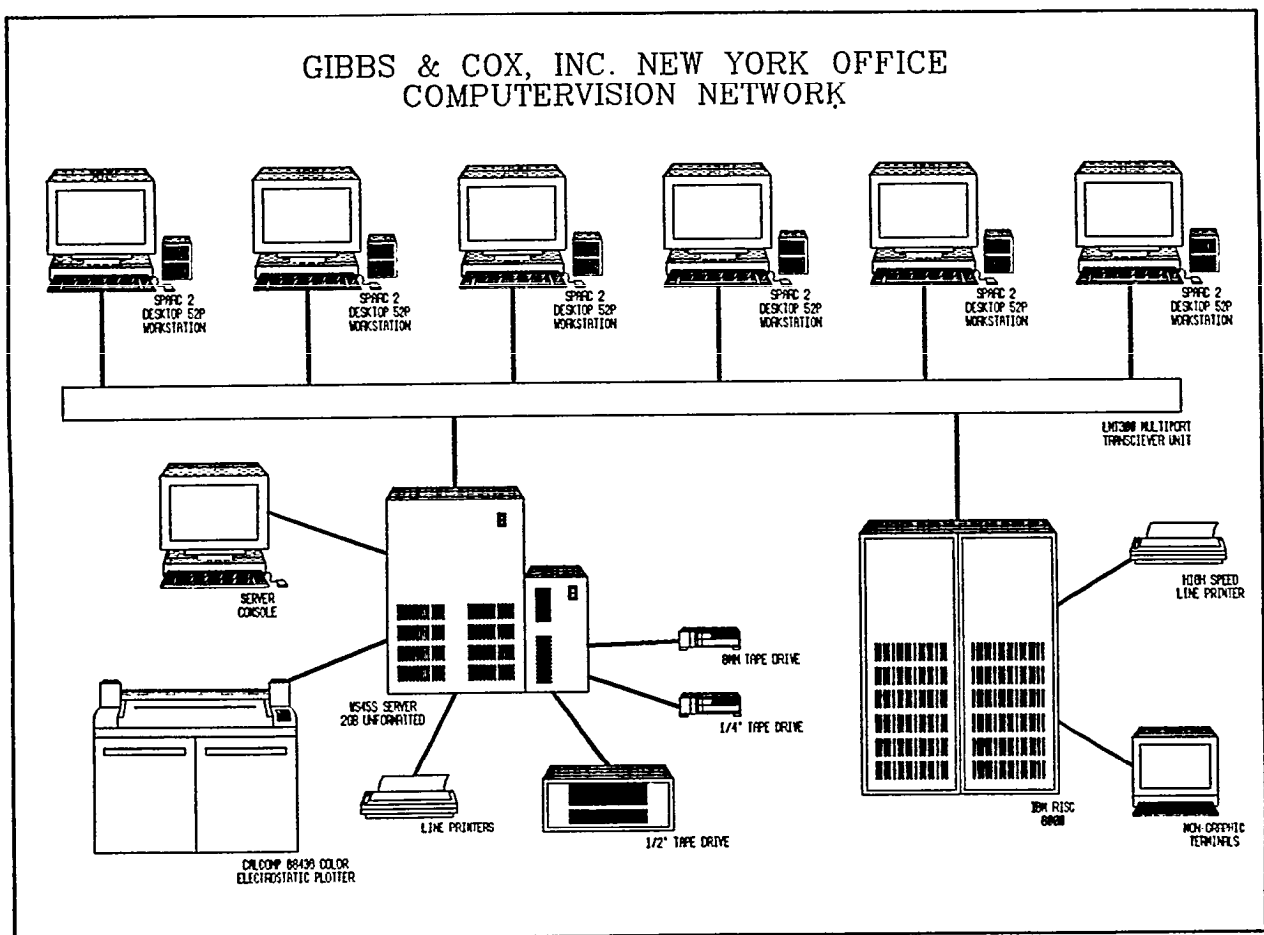 GIBBS & COX, INC. NEW YORK OFFICE
COMPUTERVISION NETWORK
SPARC 2
DESKTOP 52P
WORKSTATION
SPARC 2
DESKTOP 52P
WORKSTATION
SPARC 2
DESKTOP 52P
WORKSTATION
SPARC 2
DESKTOP 52P
WORKSTATION
SPARC 2
DESKTOP 52P
WORKSTATION
SPARC 2
DESKTOP 52P
WORKSTATION
LMT300 MULTIPORT
TRANSCIEVER UNIT
SERVER
CONSOLE
HIGH SPEED
LINE PRINTER
8MM TAPE DRIVE
SERVER
UNFORMATTED
1/4" TAPE DRIVE
IBM RISC
LINE PRINTERS
1/2" TAPE DRIVE
NON-GRAPHIC
TERMINALS
CALCOMP COLOR
ELECTROSTATIC PLOTTER